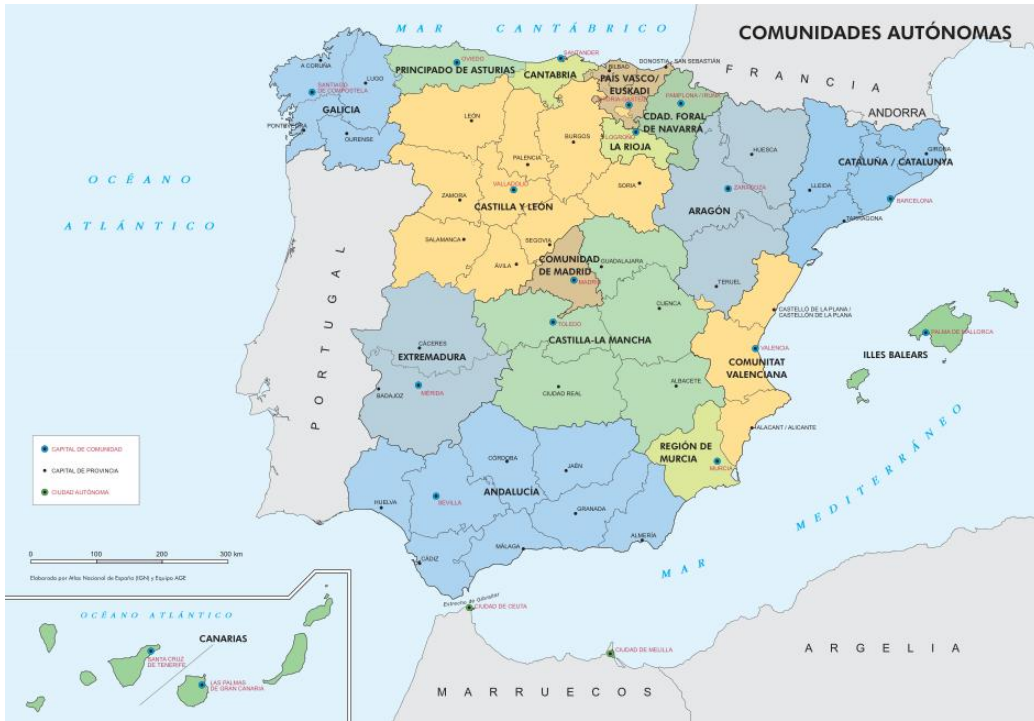 COMUNIDADES AUTÓNOMAS
MAR CANTÁBRICO
FRANCIA
ANDORRA
OCÉANO
ATLÁNTICO
PORTUGAL
A CORUÑA
LUGO
SANTIAGO
DE COMPOSTELA
GALICIA
PONTEVEDRA
OURENSE
OVIEDO
PRINCIPADO DE ASTURIAS
SANTANDER
CANTABRIA
BILBAO
DONOSTIA - SAN SEBASTIÁN
PAÍS VASCO/
EUSKADI
VITORIA-GASTEIZ
PAMPLONA / IRUÑA
CDAD. FORAL
DE NAVARRA
LOGROÑO
LA RIOJA
LEÓN
BURGOS
PALENCIA
VALLADOLID
ZAMORA
CASTILLA Y LEÓN
SORIA
SALAMANCA
SEGOVIA
ÁVILA
HUESCA
ZARAGOZA
ARAGÓN
TERUEL
GIRONA
CATALUÑA / CATALUNYA
LLEIDA
BARCELONA
TARRAGONA
COMUNIDAD
DE MADRID
MADRID
GUADALAJARA
CUENCA
TOLEDO
CASTILLA-LA MANCHA
CIUDAD REAL
ALBACETE
CÁCERES
EXTREMADURA
MÉRIDA
BADAJOZ
CASTELLÓ DE LA PLANA /
CASTELLÓN DE LA PLANA
VALENCIA
COMUNITAT
VALENCIANA
ALACANT / ALICANTE
PALMA DE MALLORCA
ILLES BALEARS
REGIÓN DE
MURCIA
MURCIA
CÓRDOBA
JAÉN
ANDALUCÍA
HUELVA
SEVILLA
GRANADA
ALMERÍA
MÁLAGA
CÁDIZ
MAR MEDITERRÁNEO
Estrecho de Gibraltar
CIUDAD DE CEUTA
CIUDAD DE MELILLA
MARRUECOS
ARGELIA
CAPITAL DE COMUNIDAD
CAPITAL DE PROVINCIA
CIUDAD AUTÓNOMA
0 100 200 300 km
Elaborado por Atlas Nacional de España (IGN) y Equipo AGE
OCÉANO ATLÁNTICO
CANARIAS
SANTA CRUZ
DE TENERIFE
LAS PALMAS
DE GRAN CANARIA